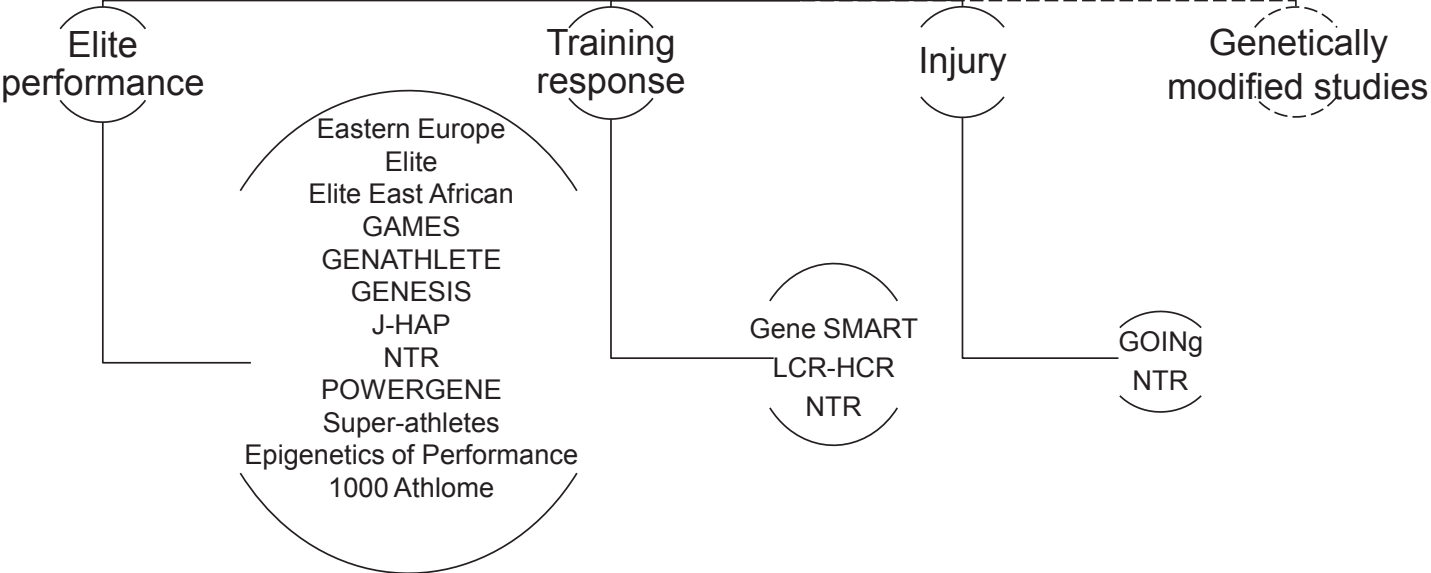 Elite
performance
Training
response
Injury
Genetically
modified studies
Eastern Europe
Elite
Elite East African
GAMES
GENATHLETE
GENESIS
J-HAP
NTR
POWERGENE
Super-athletes
Epigenetics of Performance
1000 Athlome
Gene SMART
LCR-HCR
NTR
GOINg
NTR